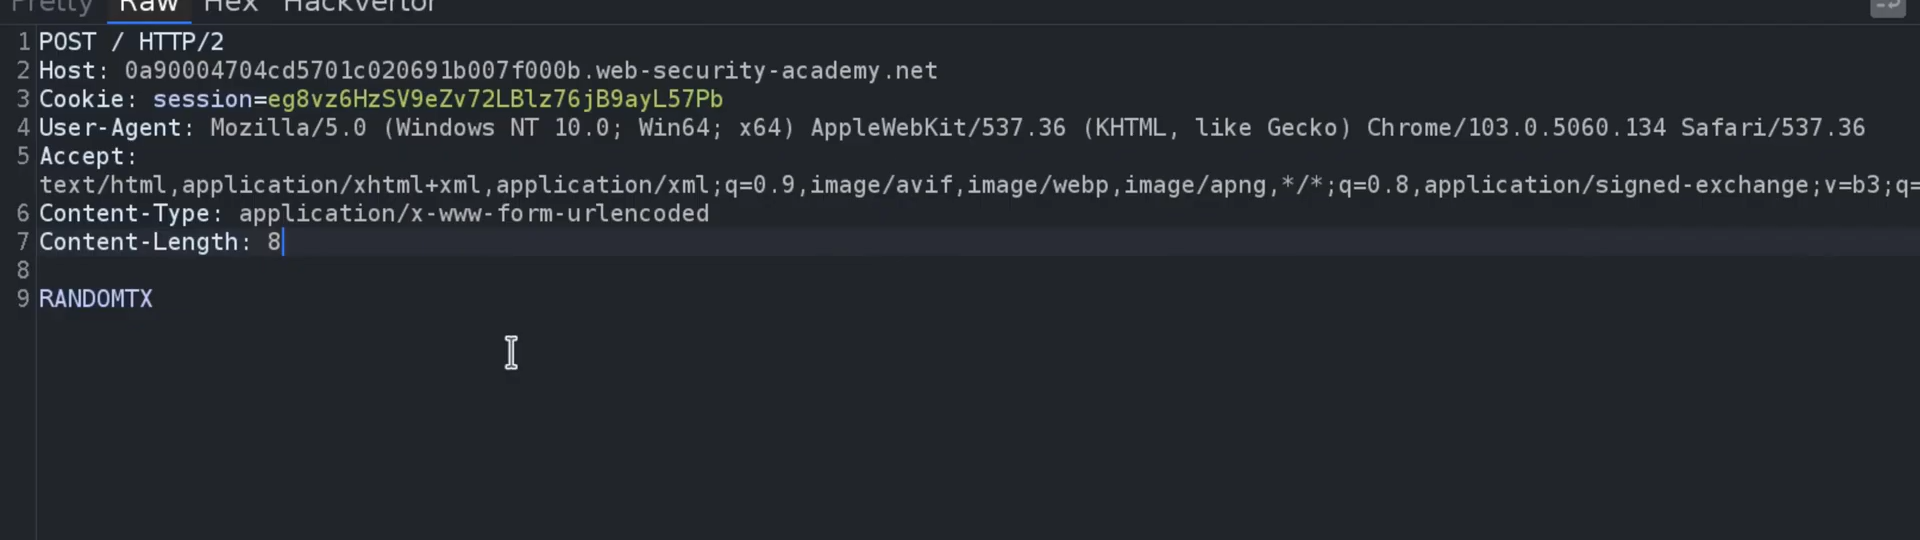 Pretty Raw Hex Hackvertor
1 POST / HTTP/2
2 Host: 0a90004704cd5701c020691b007f000b.web-security-academy.net
3 Cookie: session=eg8vz6HzSV9eZv72LBlz76jB9ayL57Pb
4 User-Agent: Mozilla/5.0 (Windows NT 10.0; Win64; x64) AppleWebKit/537.36 (KHTML, like Gecko) Chrome/103.0.5060.134 Safari/537.36
5 Accept:
text/html,application/xhtml+xml,application/xml;q=0.9,image/avif,image/webp,image/apng,*/*;q=0.8,application/signed-exchange;v=b3;q=
6 Content-Type: application/x-www-form-urlencoded
7 Content-Length: 8
8
9 RANDOMTX